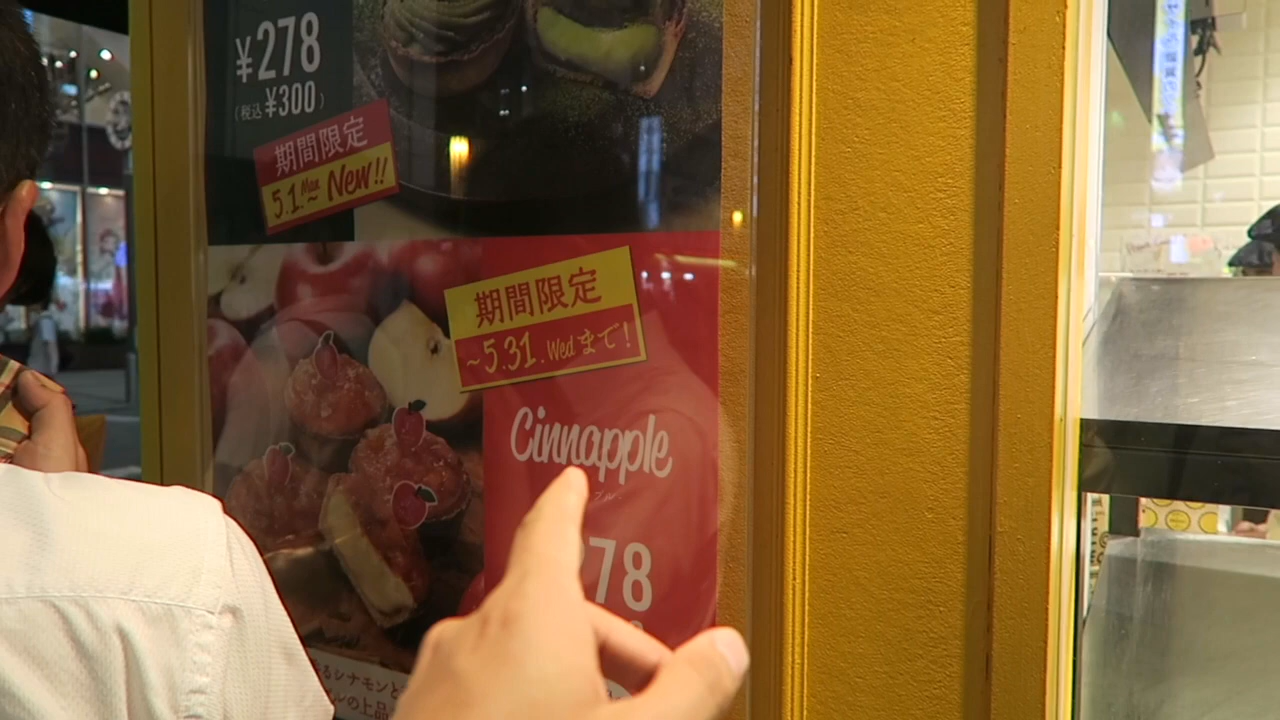 ¥278
(税込 ¥300)
期間限定
5.1. Mon ~ New!!
期間限定
~5.31. Wed まで!
Cinnapple
78